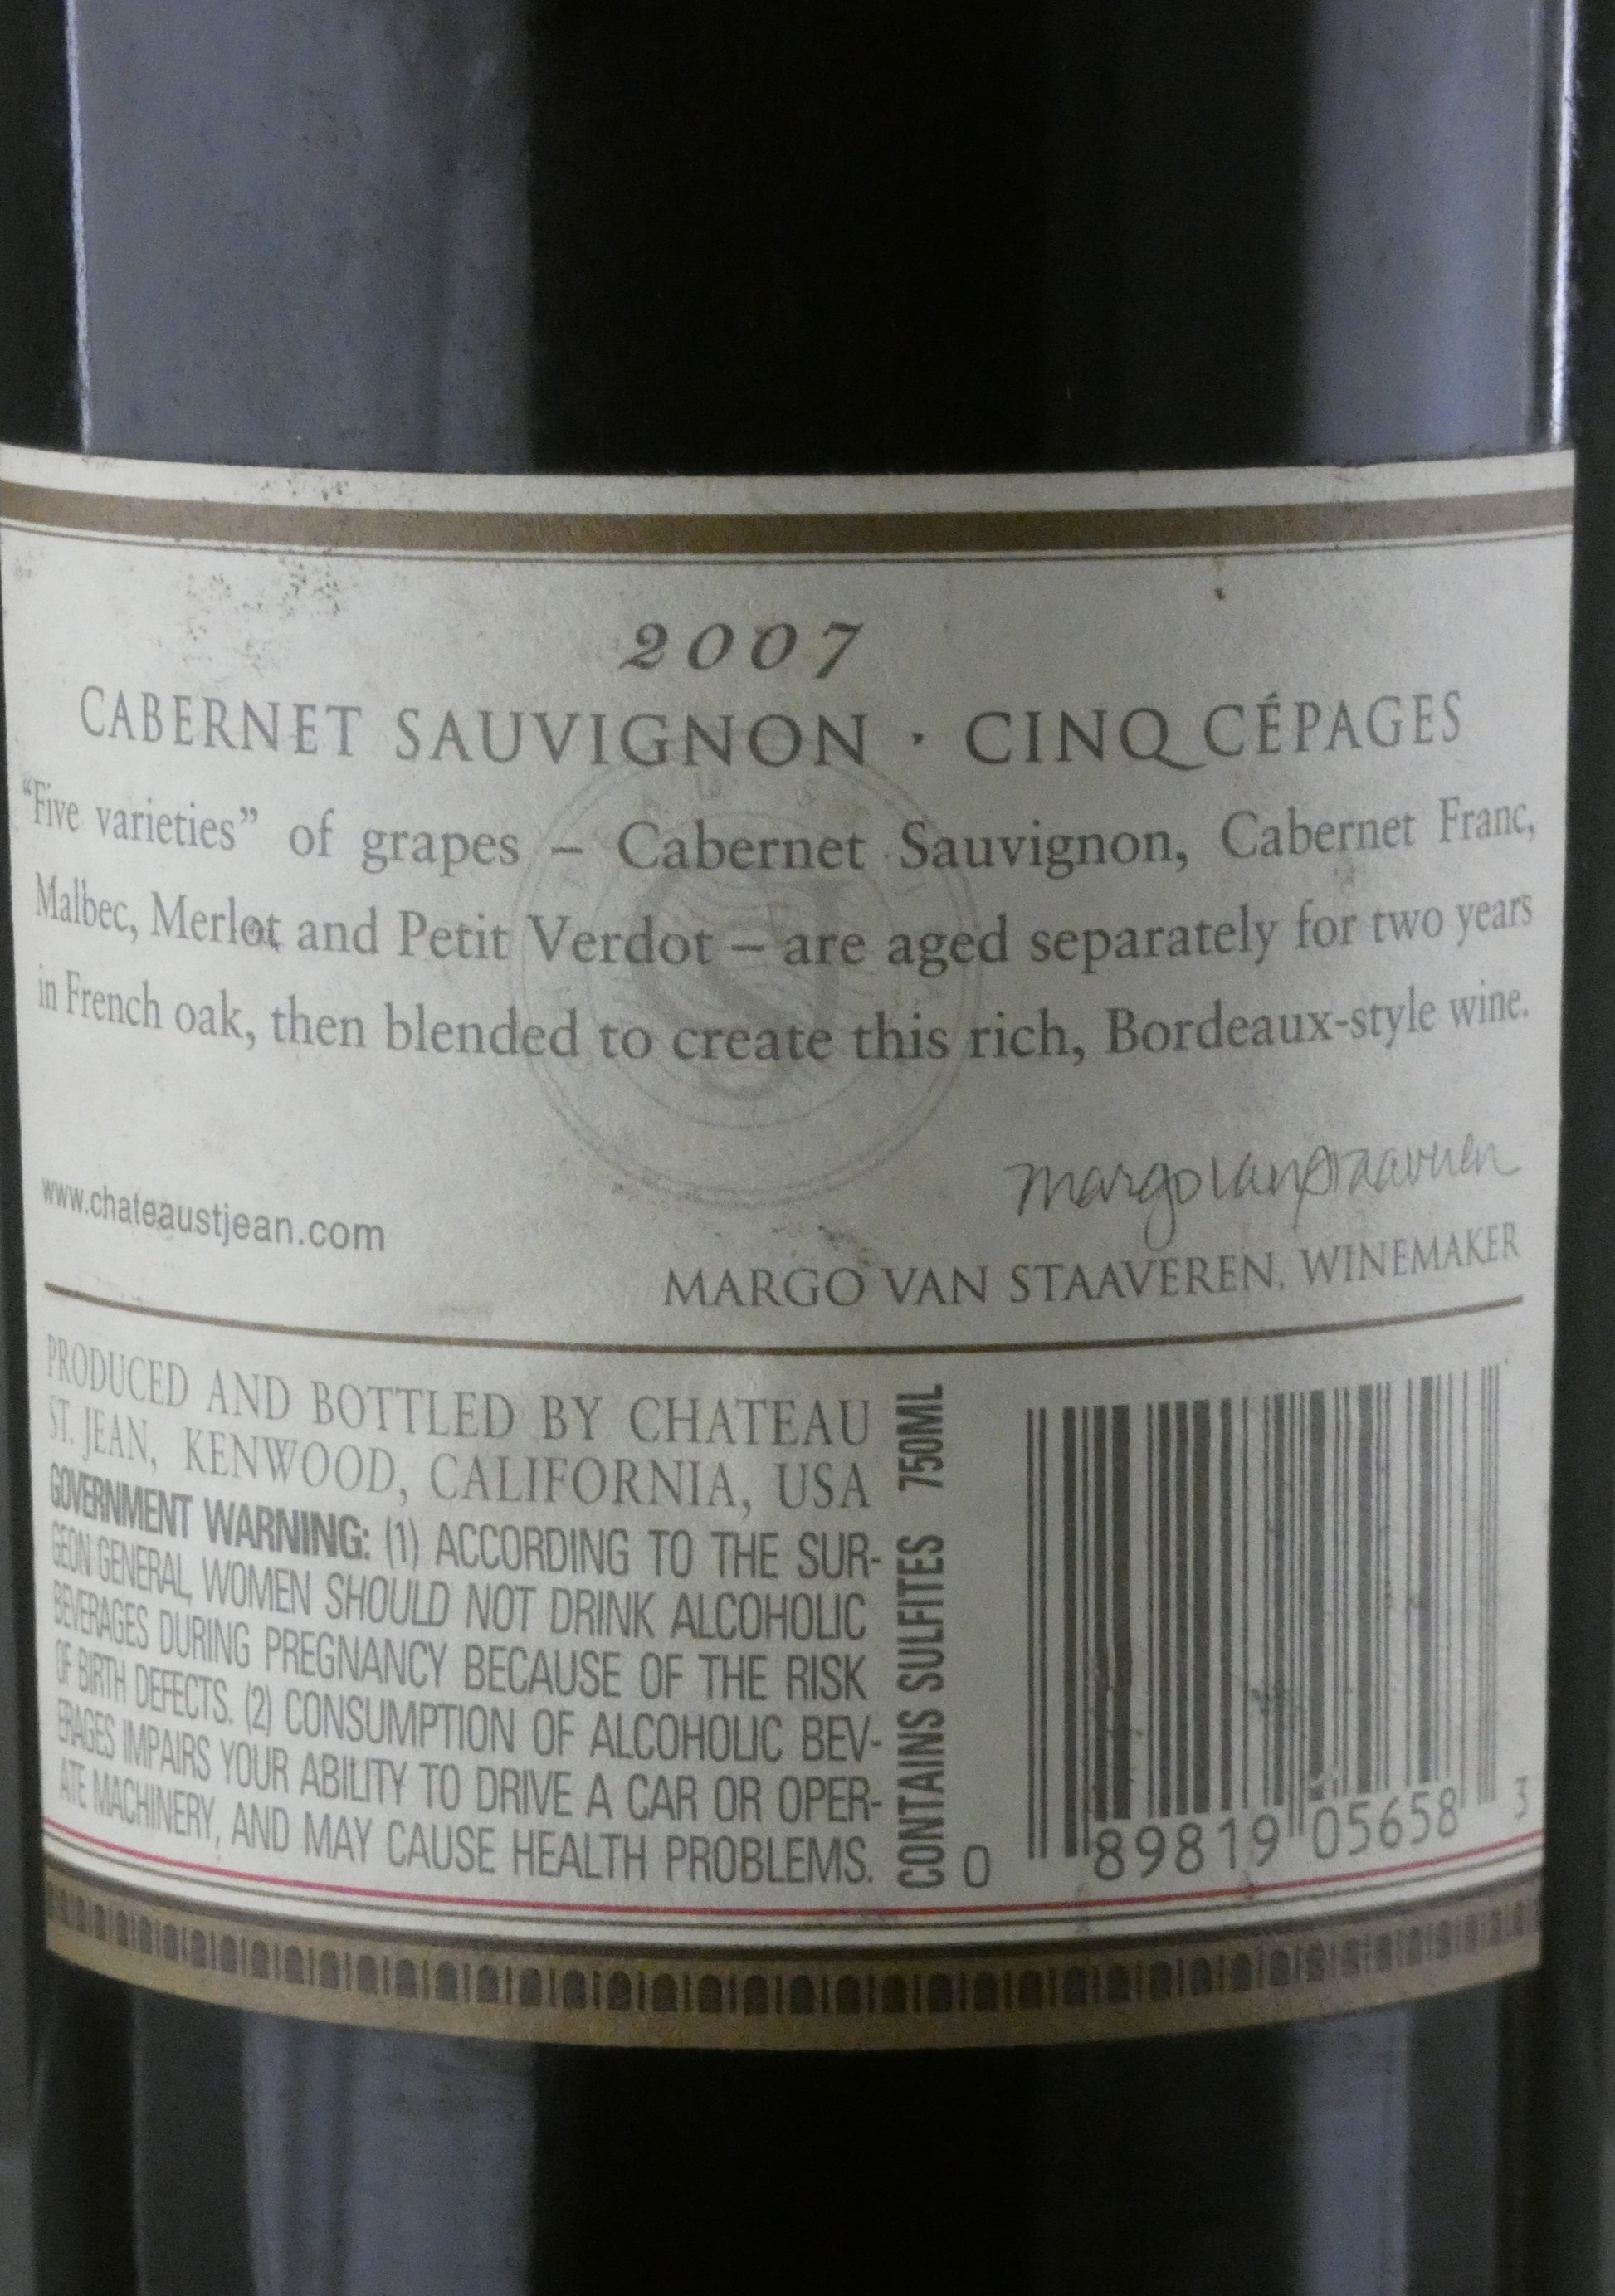 2007
CABERNET SAUVIGNON · CINQ CÉPAGES
“Five varieties” of grapes – Cabernet Sauvignon, Cabernet Franc,
Malbec, Merlot and Petit Verdot – are aged separately for two years
in French oak, then blended to create this rich, Bordeaux-style wine.
margo van staaveren
www.chateaustjean.com
MARGO VAN STAAVEREN, WINEMAKER
PRODUCED AND BOTTLED BY CHATEAU
ST. JEAN, KENWOOD, CALIFORNIA, USA
GOVERNMENT WARNING: (1) ACCORDING TO THE SUR-
GEON GENERAL, WOMEN SHOULD NOT DRINK ALCOHOLIC
BEVERAGES DURING PREGNANCY BECAUSE OF THE RISK
OF BIRTH DEFECTS. (2) CONSUMPTION OF ALCOHOLIC BEV-
ERAGES IMPAIRS YOUR ABILITY TO DRIVE A CAR OR OPER-
ATE MACHINERY, AND MAY CAUSE HEALTH PROBLEMS.
CONTAINS SULFITES 750ML
0 89819 05658 3